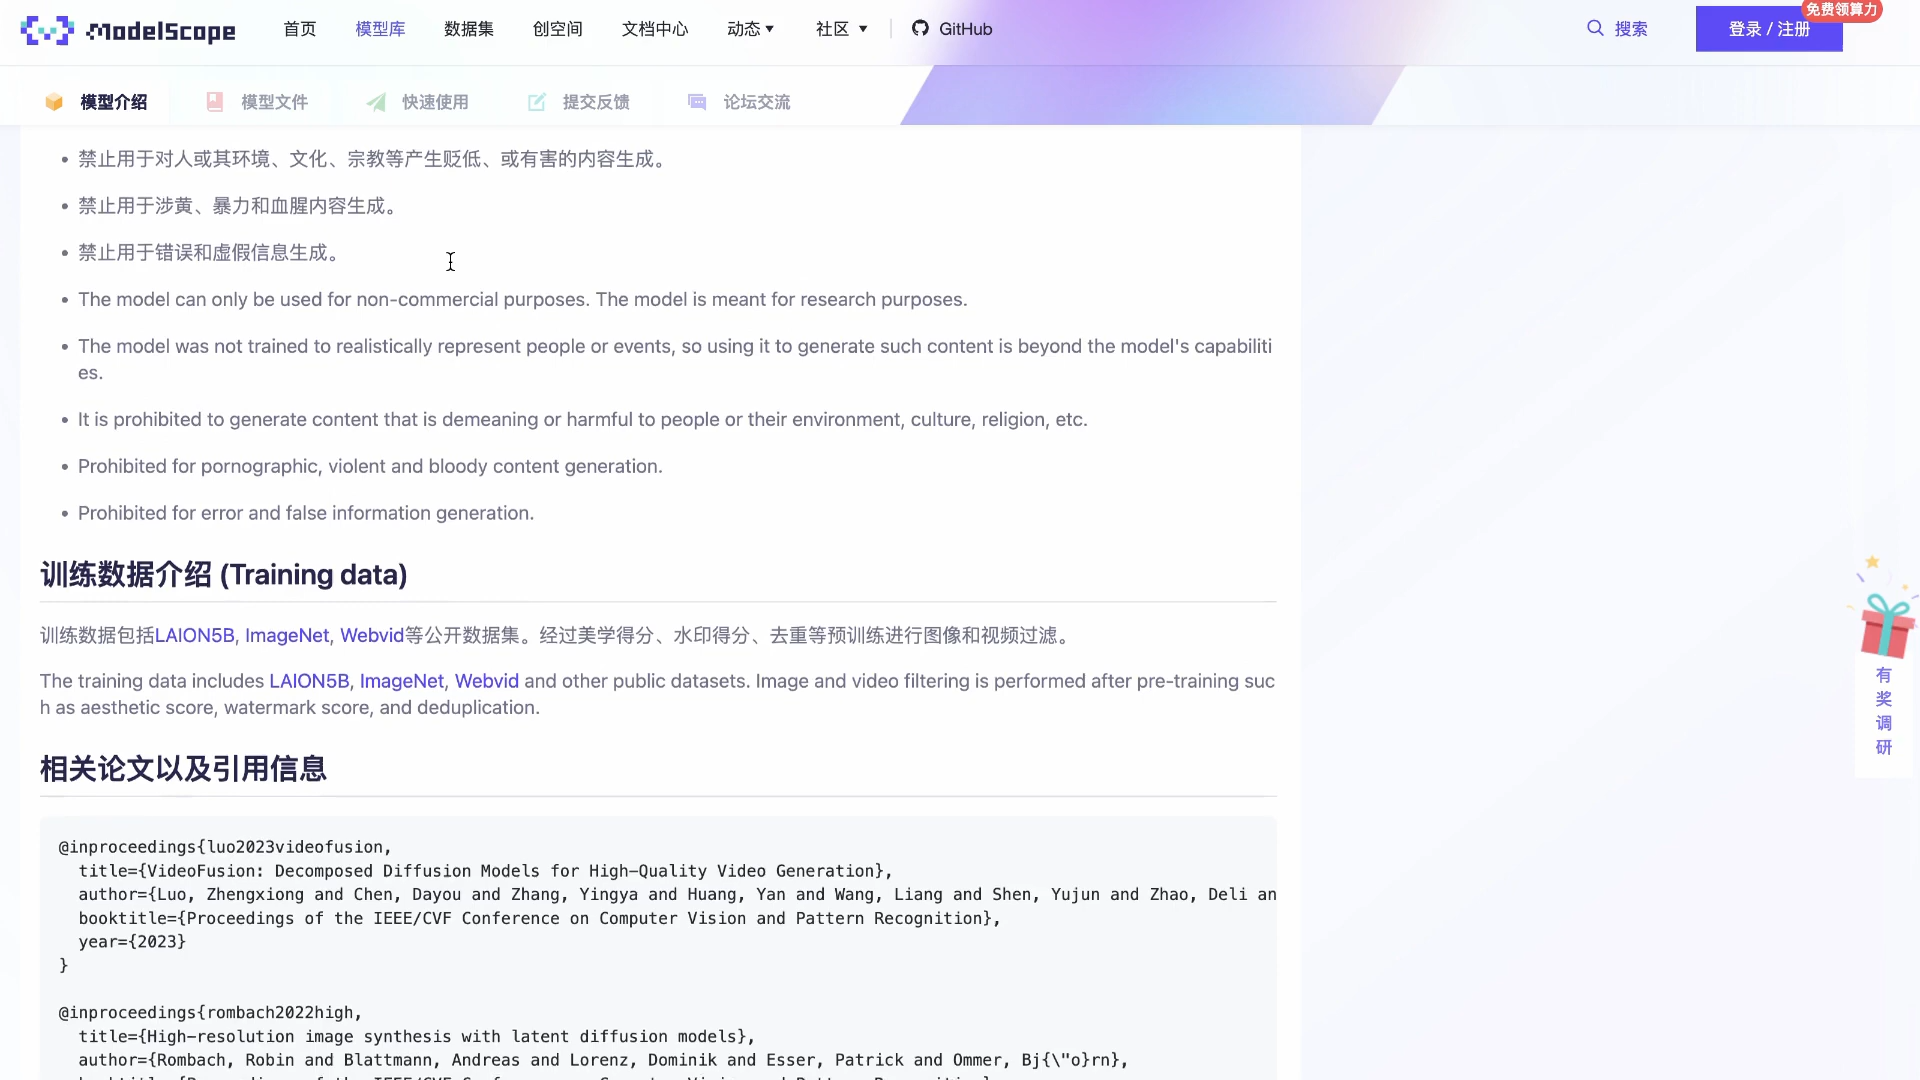 ModelScope 首页 模型库 数据集 创空间 文档中心 动态 社区 GitHub 搜索 登录 / 注册 免费领算力
模型介绍 模型文件 快速使用 提交反馈 论坛交流
禁止用于对人或其环境、文化、宗教等产生贬低、或有害的内容生成。
禁止用于涉黄、暴力和血腥内容生成。
禁止用于错误和虚假信息生成。
The model can only be used for non-commercial purposes. The model is meant for research purposes.
The model was not trained to realistically represent people or events, so using it to generate such content is beyond the model's capabiliti
es.
It is prohibited to generate content that is demeaning or harmful to people or their environment, culture, religion, etc.
Prohibited for pornographic, violent and bloody content generation.
Prohibited for error and false information generation.
训练数据介绍 (Training data)
训练数据包括LAION5B, ImageNet, Webvid等公开数据集。经过美学得分、水印得分、去重等预训练进行图像和视频过滤。
The training data includes LAION5B, ImageNet, Webvid and other public datasets. Image and video filtering is performed after pre-training suc
h as aesthetic score, watermark score, and deduplication.
相关论文以及引用信息
@inproceedings{luo2023videofusion,
title={VideoFusion: Decomposed Diffusion Models for High-Quality Video Generation},
author={Luo, Zhengxiong and Chen, Dayou and Zhang, Yingya and Huang, Yan and Wang, Liang and Shen, Yujun and Zhao, Deli an
booktitle={Proceedings of the IEEE/CVF Conference on Computer Vision and Pattern Recognition},
year={2023}
}
@inproceedings{rombach2022high,
title={High-resolution image synthesis with latent diffusion models},
author={Rombach, Robin and Blattmann, Andreas and Lorenz, Dominik and Esser, Patrick and Ommer, Bj{\"o}rn},
有
奖
调
研